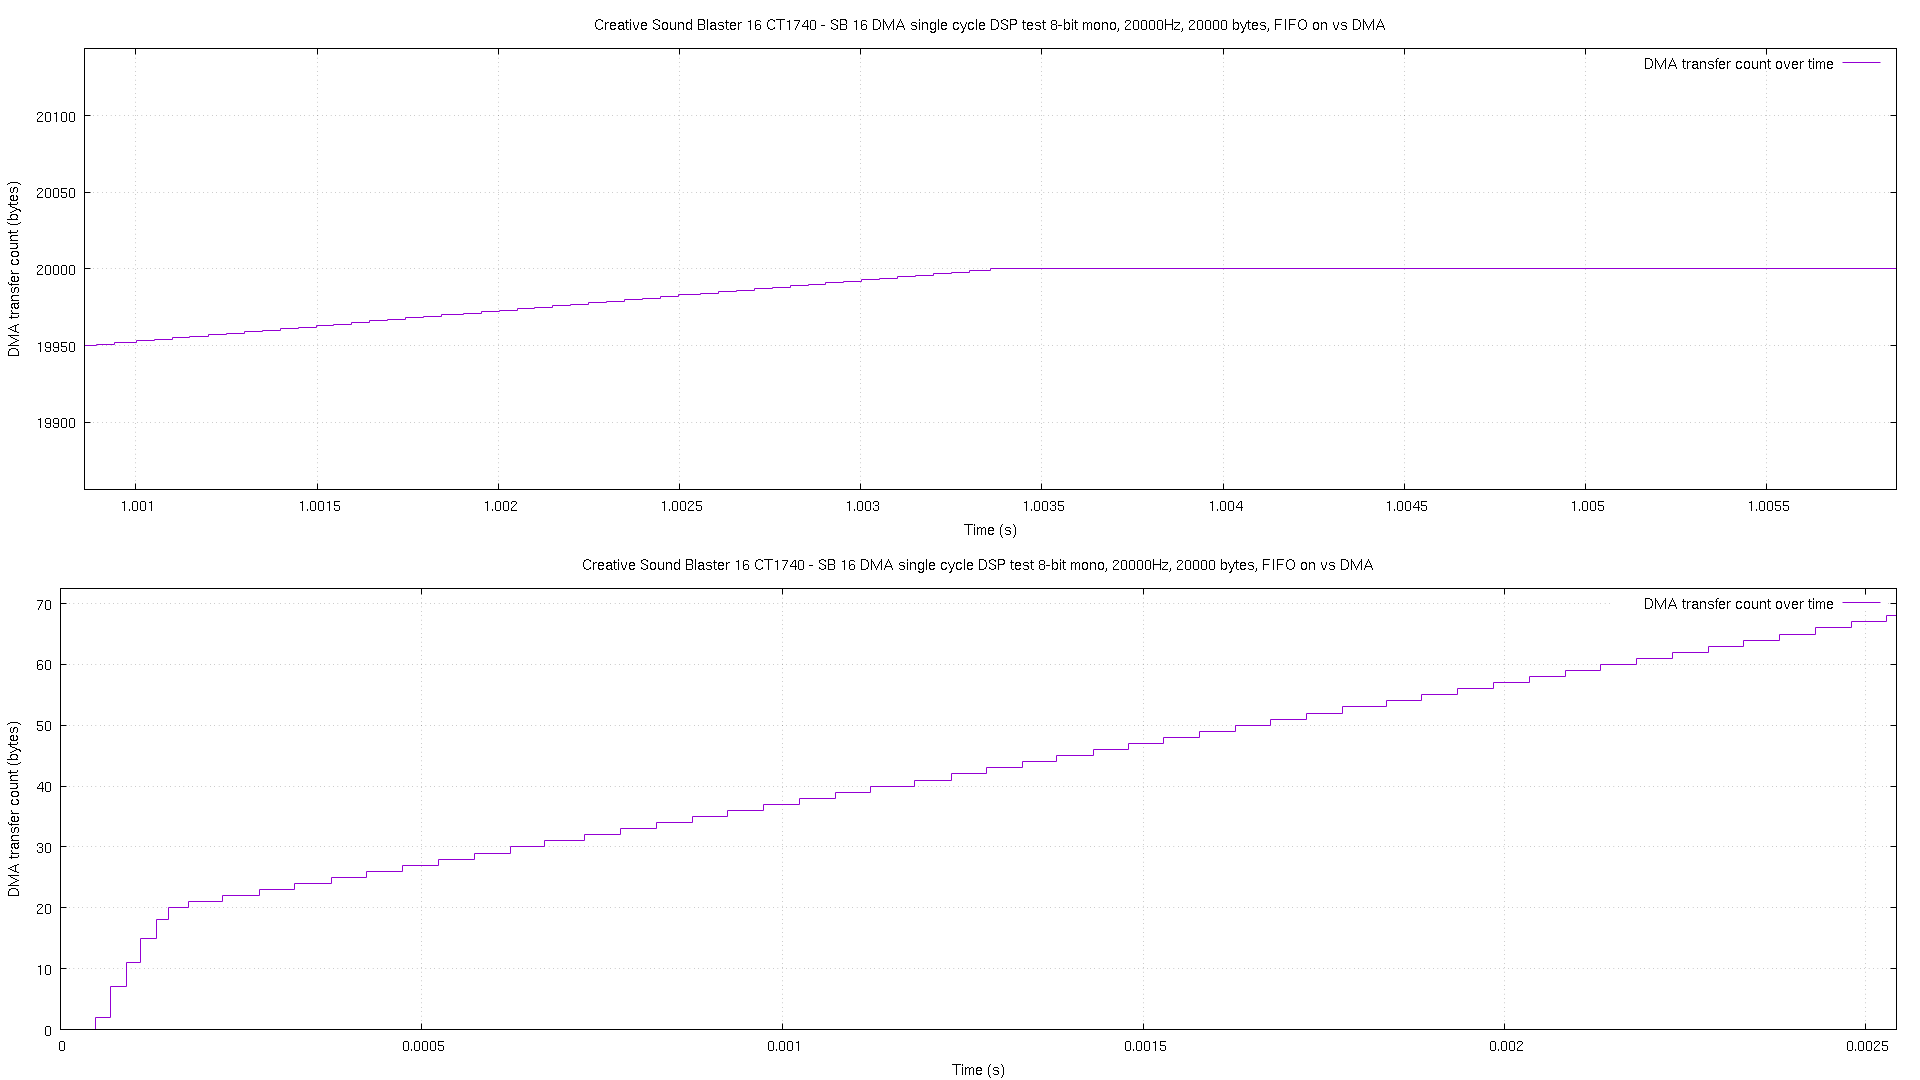 Creative Sound Blaster 16 CT1740 - SB 16 DMA single cycle DSP test 8-bit mono, 20000Hz, 20000 bytes, FIFO on vs DMA
DMA transfer count over time
20100
20050
20000
19950
19900
DMA transfer count (bytes)
1.001 1.0015 1.002 1.0025 1.003 1.0035 1.004 1.0045 1.005 1.0055
Time (s)
Creative Sound Blaster 16 CT1740 - SB 16 DMA single cycle DSP test 8-bit mono, 20000Hz, 20000 bytes, FIFO on vs DMA
DMA transfer count over time
70
60
50
40
30
20
10
0
DMA transfer count (bytes)
0 0.0005 0.001 0.0015 0.002 0.0025
Time (s)